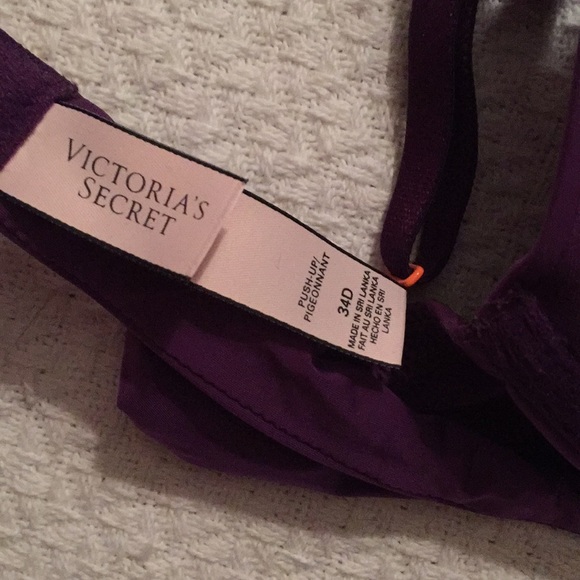 VICTORIA'S
SECRET
PUSH-UP/
PIGEONNANT
34D
MADE IN SRI LANKA
FAIT AU SRI LANKA
HECHO EN SRI
LANKA